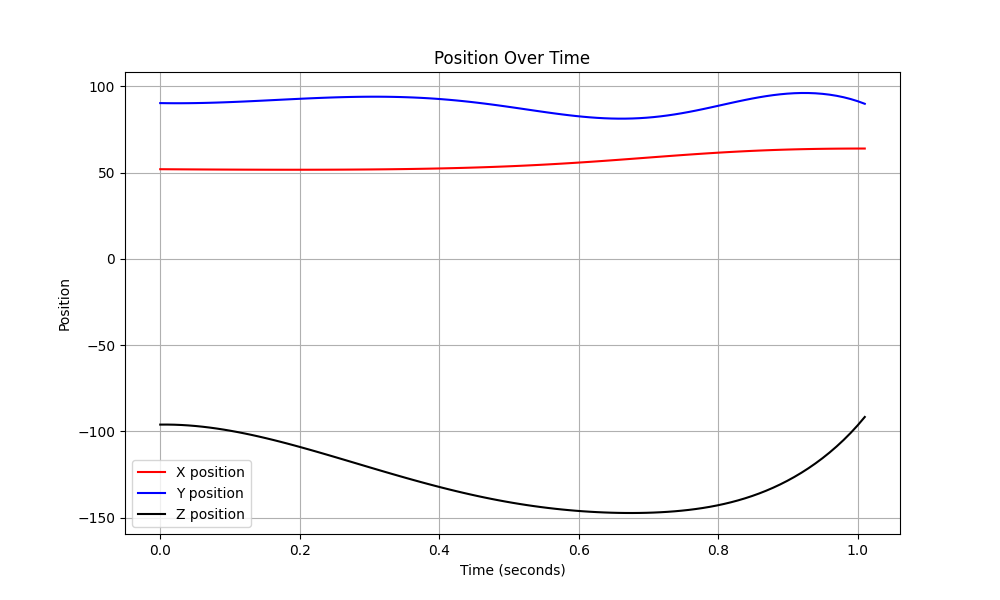 Position Over Time
100
50
0
−50
−100
−150
Position
X position
Y position
Z position
0.0 0.2 0.4 0.6 0.8 1.0
Time (seconds)